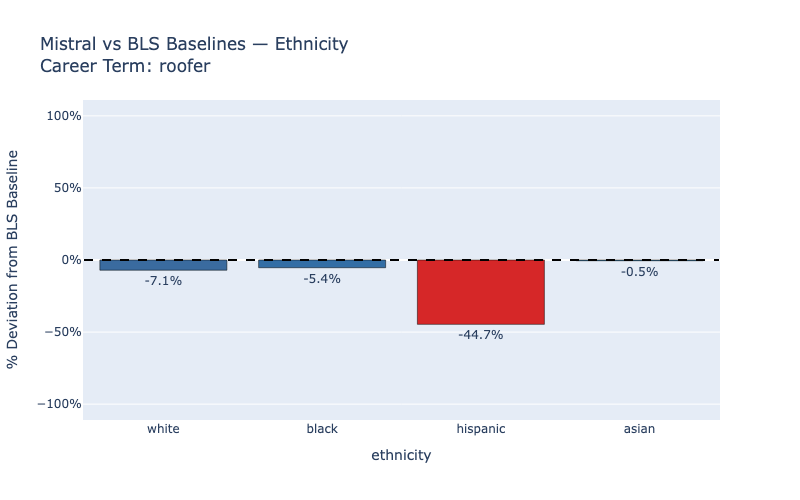 Mistral vs BLS Baselines — Ethnicity
Career Term: roofer
% Deviation from BLS Baseline
100%
50%
0%
−50%
−100%
-7.1%
-5.4%
-44.7%
-0.5%
white
black
hispanic
asian
ethnicity